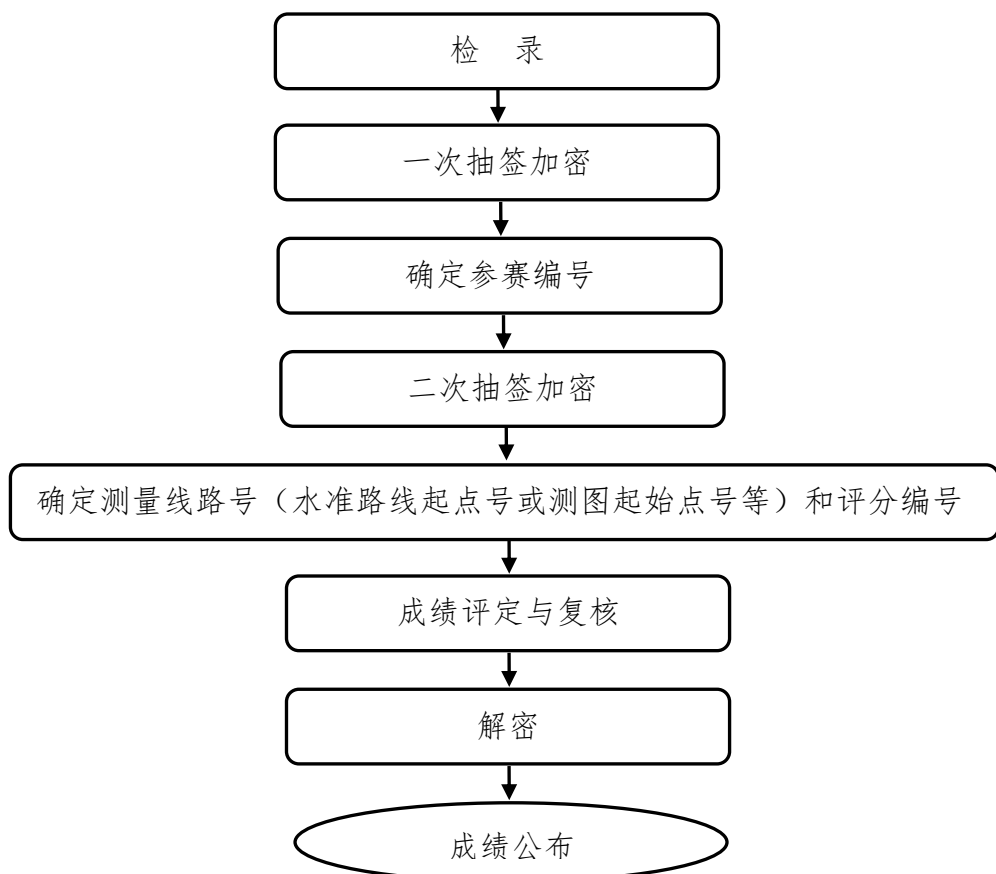 检 录
一次抽签加密
确定参赛编号
二次抽签加密
确定测量线路号（水准路线起点号或测图起始点号等）和评分编号
成绩评定与复核
解密
成绩公布